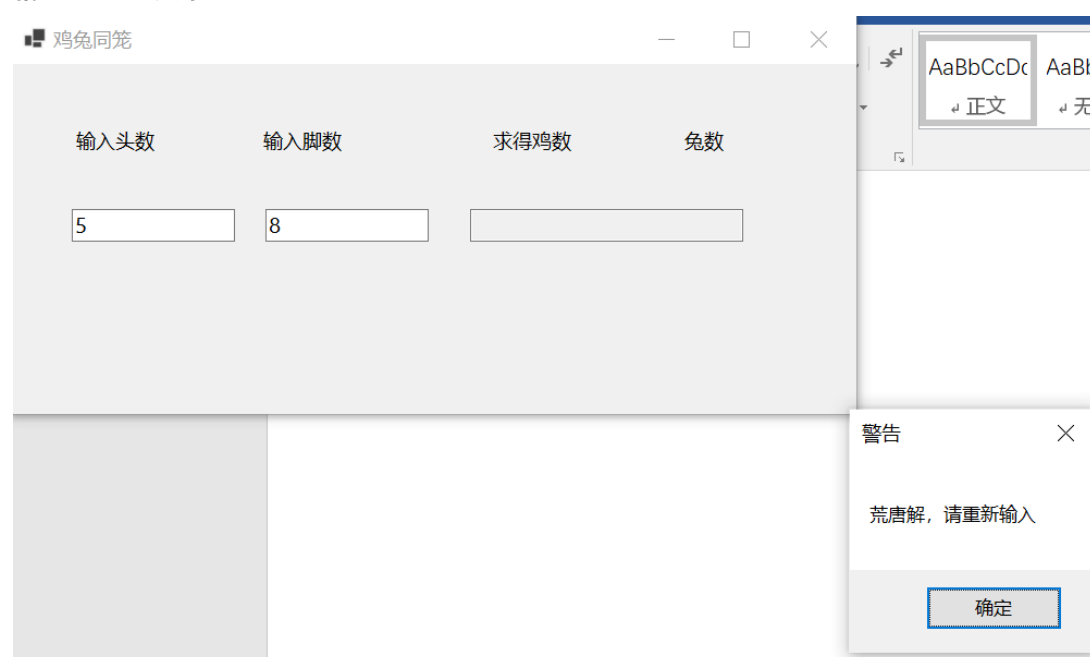 鸡兔同笼
AaBbCcDc AaBl
↲ 正文 ↲ 无
输入头数 输入脚数 求得鸡数 兔数
5 8
警告
荒唐解，请重新输入
确定